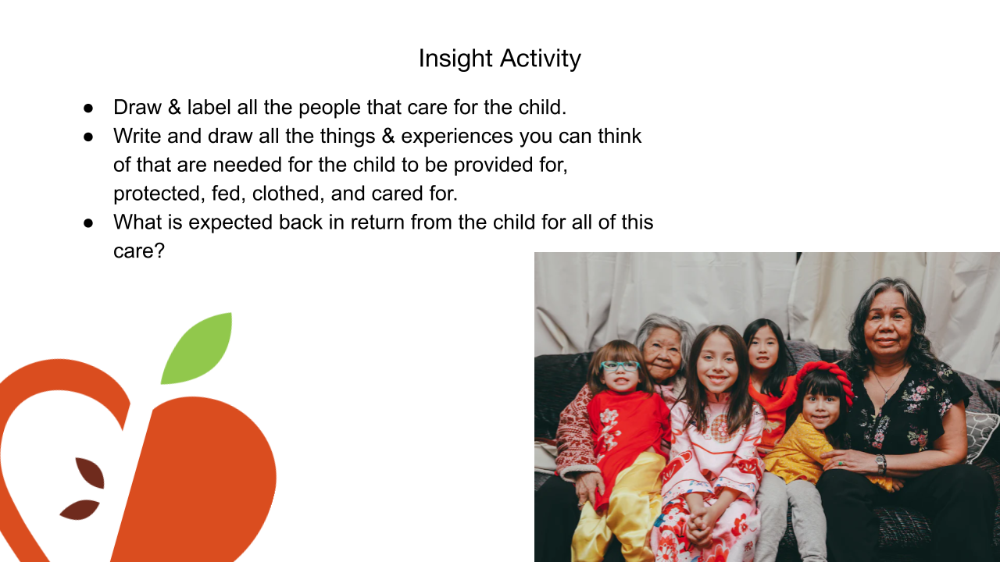 Insight Activity
● Draw & label all the people that care for the child.
● Write and draw all the things & experiences you can think
of that are needed for the child to be provided for,
protected, fed, clothed, and cared for.
● What is expected back in return from the child for all of this
care?